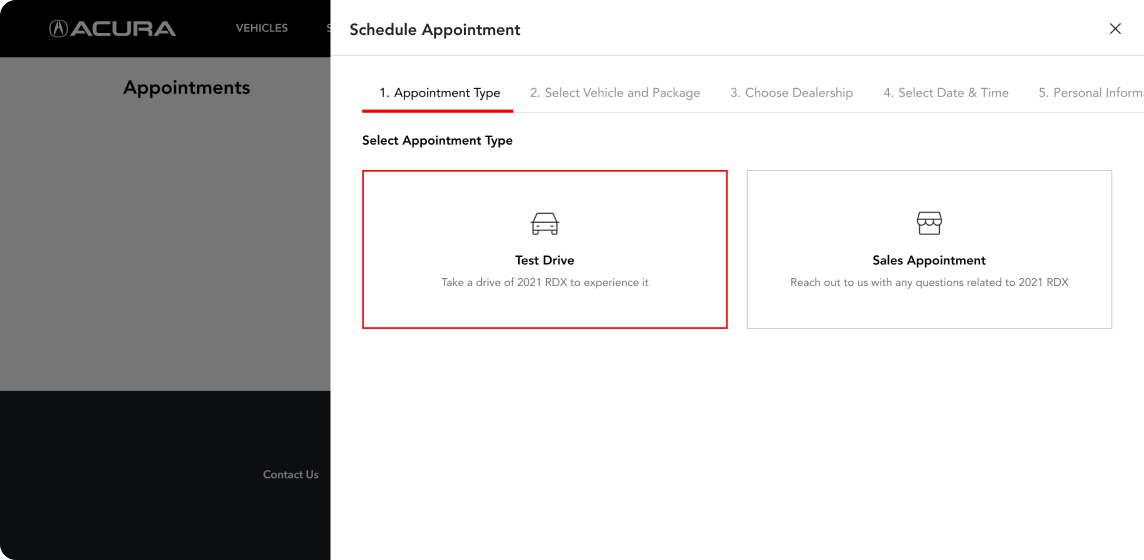 ACURA
VEHICLES
Appointments
Contact Us
Schedule Appointment
1. Appointment Type
2. Select Vehicle and Package
3. Choose Dealership
4. Select Date & Time
5. Personal
Select Appointment Type
Test Drive
Take a drive of 2021 RDX to experience it
Sales Appointment
Reach out to us with any questions related to 2021 RDX